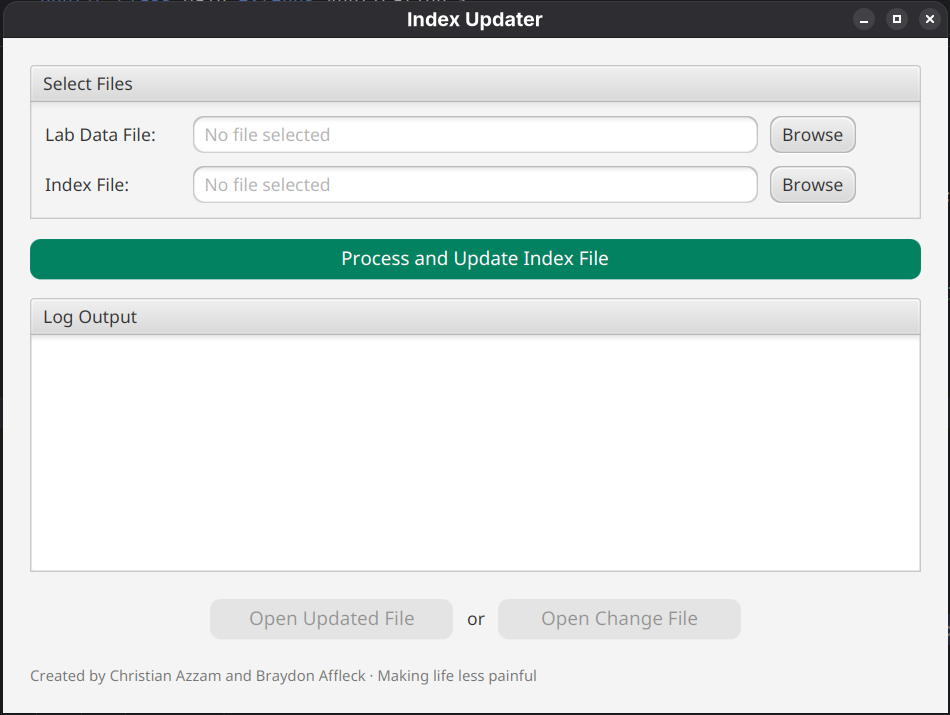 Index Updater
Select Files
Lab Data File: No file selected Browse
Index File: No file selected Browse
Process and Update Index File
Log Output
Open Updated File or Open Change File
Created by Christian Azzam and Braydon Affleck · Making life less painful